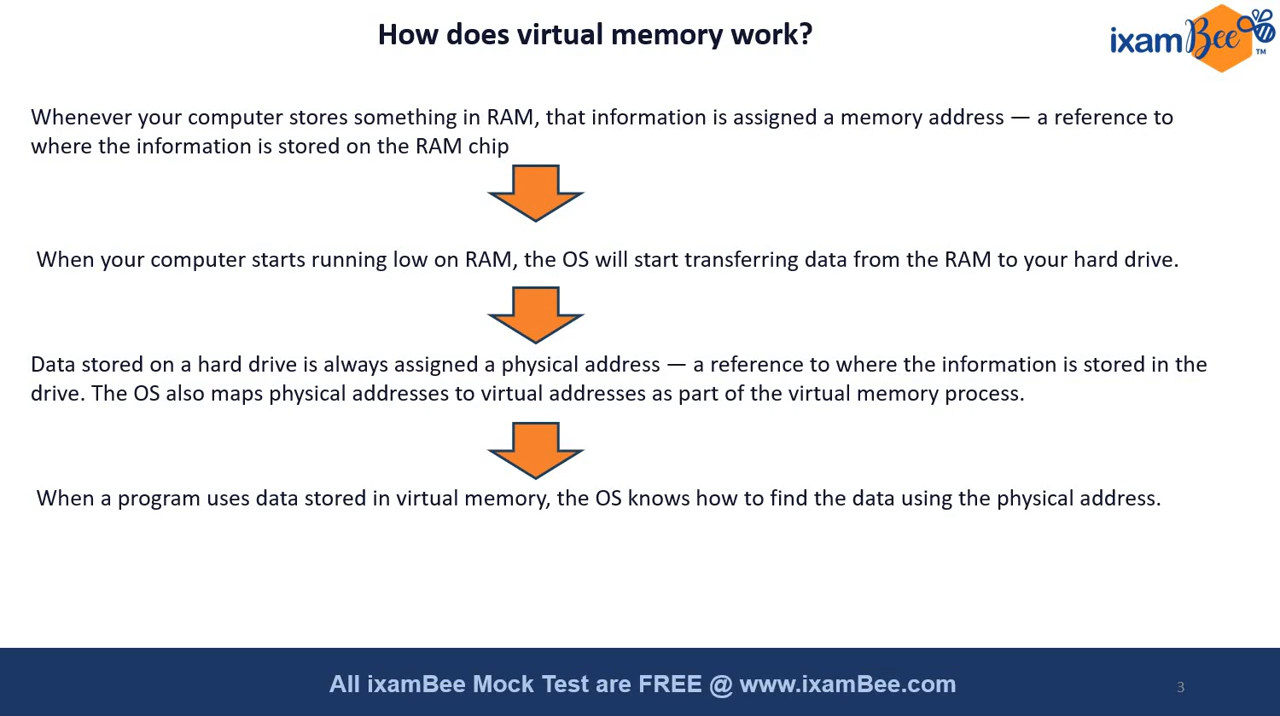 How does virtual memory work?
ixamBee
TM
Whenever your computer stores something in RAM, that information is assigned a memory address — a reference to
where the information is stored on the RAM chip
When your computer starts running low on RAM, the OS will start transferring data from the RAM to your hard drive.
Data stored on a hard drive is always assigned a physical address — a reference to where the information is stored in the
drive. The OS also maps physical addresses to virtual addresses as part of the virtual memory process.
When a program uses data stored in virtual memory, the OS knows how to find the data using the physical address.
All ixamBee Mock Test are FREE @ www.ixamBee.com
3